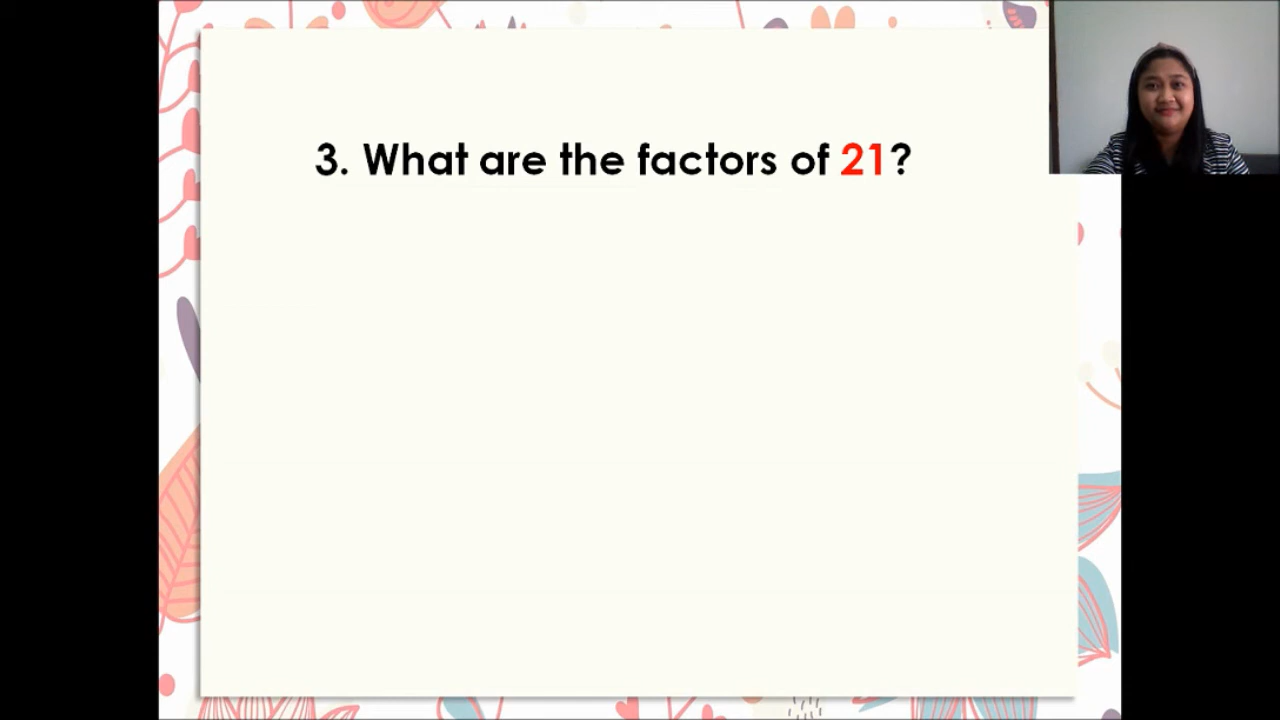 3. What are the factors of 21?